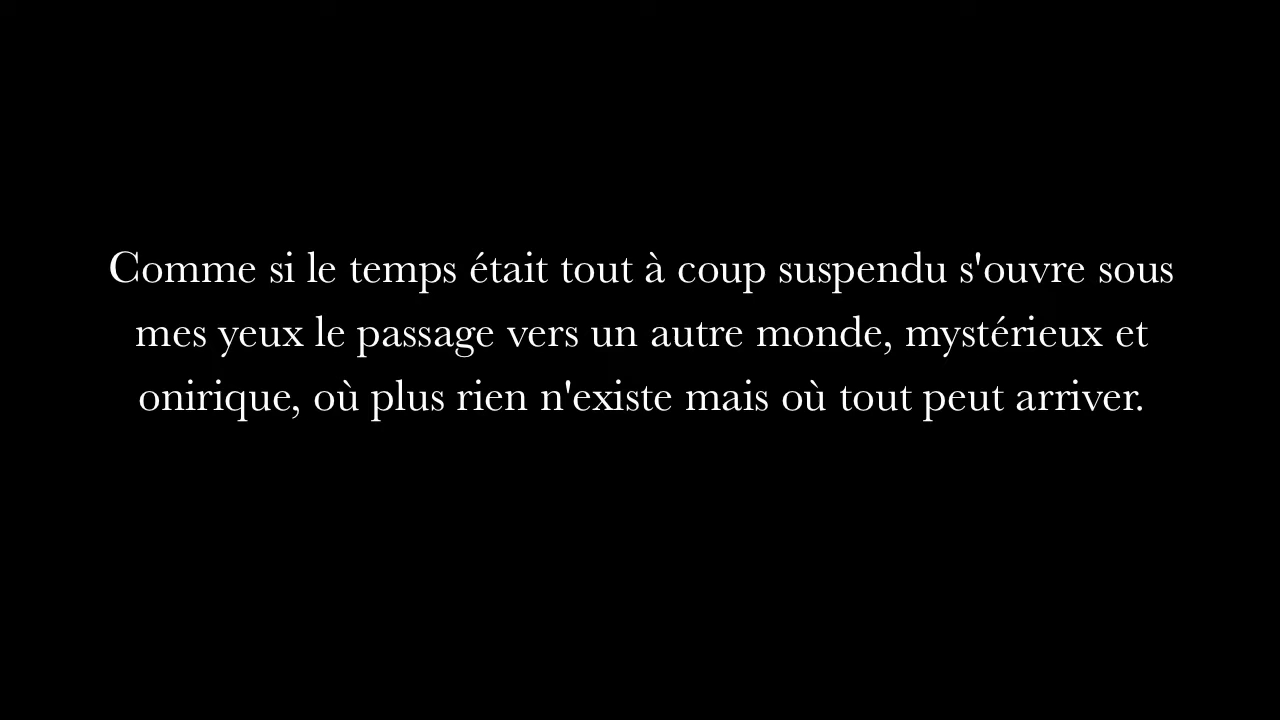 Comme si le temps était tout à coup suspendu s'ouvre sous
mes yeux le passage vers un autre monde, mystérieux et
onirique, où plus rien n'existe mais où tout peut arriver.